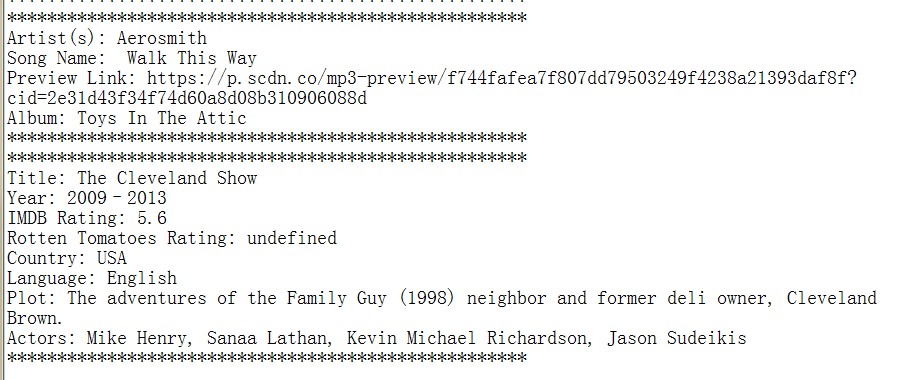 ****************************************************
****************************************************
Artist(s): Aerosmith
Song Name:  Walk This Way
Preview Link: https://p.scdn.co/mp3-preview/f744fafea7f807dd79503249f4238a21393daf8f?
cid=2e31d43f34f74d60a8d08b310906088d
Album: Toys In The Attic
****************************************************
****************************************************
Title: The Cleveland Show
Year: 2009–2013
IMDB Rating: 5.6
Rotten Tomatoes Rating: undefined
Country: USA
Language: English
Plot: The adventures of the Family Guy (1998) neighbor and former deli owner, Cleveland
Brown.
Actors: Mike Henry, Sanaa Lathan, Kevin Michael Richardson, Jason Sudeikis
****************************************************